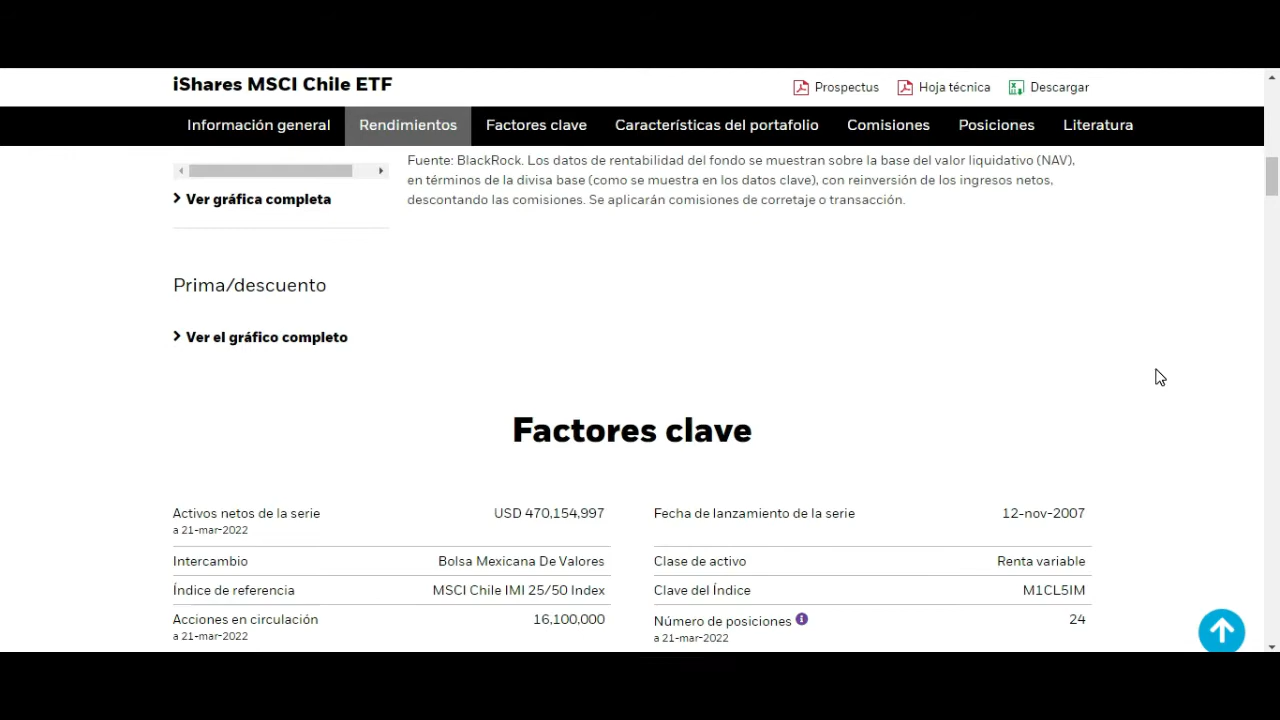 iShares MSCI Chile ETF
Prospectus Hoja técnica Descargar
Información general Rendimientos Factores clave Características del portafolio Comisiones Posiciones Literatura
Ver gráfica completa
Fuente: BlackRock. Los datos de rentabilidad del fondo se muestran sobre la base del valor liquidativo (NAV),
en términos de la divisa base (como se muestra en los datos clave), con reinversión de los ingresos netos,
descontando las comisiones. Se aplicarán comisiones de corretaje o transacción.
Prima/descuento
Ver el gráfico completo
Factores clave
Activos netos de la serie USD 470,154,997
a 21-mar-2022
Intercambio Bolsa Mexicana De Valores
Índice de referencia MSCI Chile IMI 25/50 Index
Acciones en circulación 16,100,000
a 21-mar-2022
Fecha de lanzamiento de la serie 12-nov-2007
Clase de activo Renta variable
Clave del Índice M1CL5IM
Número de posiciones 24
a 21-mar-2022